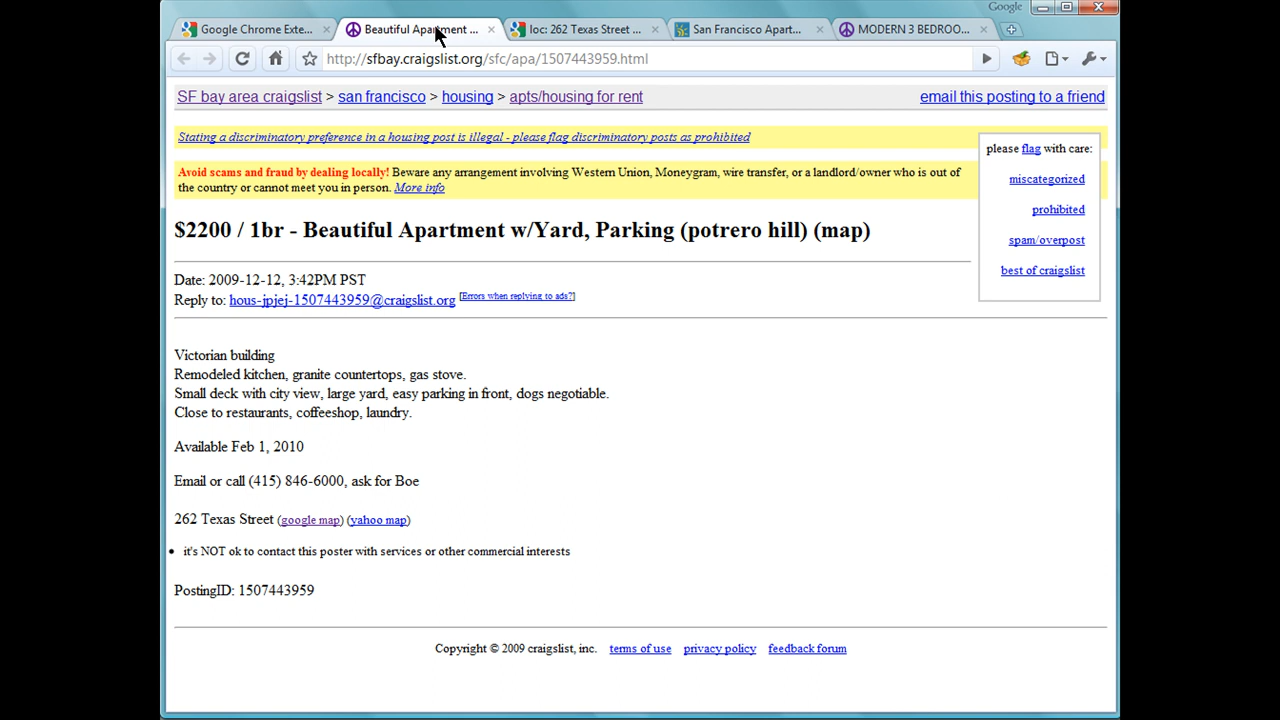 Google
Google Chrome Exte...
Beautiful Apartment ...
loc: 262 Texas Street ...
San Francisco Apart...
MODERN 3 BEDROO...
http://sfbay.craigslist.org/sfc/apa/1507443959.html
SF bay area craigslist > san francisco > housing > apts/housing for rent
email this posting to a friend
Stating a discriminatory preference in a housing post is illegal - please flag discriminatory posts as prohibited
please flag with care:
miscategorized
prohibited
spam/overpost
best of craigslist
Avoid scams and fraud by dealing locally! Beware any arrangement involving Western Union, Moneygram, wire transfer, or a landlord/owner who is out of
the country or cannot meet you in person. More info
$2200 / 1br - Beautiful Apartment w/Yard, Parking (potrero hill) (map)
Date: 2009-12-12, 3:42PM PST
Reply to: hous-jpjej-1507443959@craigslist.org [Errors when replying to ads?]
Victorian building
Remodeled kitchen, granite countertops, gas stove.
Small deck with city view, large yard, easy parking in front, dogs negotiable.
Close to restaurants, coffeeshop, laundry.
Available Feb 1, 2010
Email or call (415) 846-6000, ask for Boe
262 Texas Street (google map) (yahoo map)
• it's NOT ok to contact this poster with services or other commercial interests
PostingID: 1507443959
Copyright © 2009 craigslist, inc. terms of use privacy policy feedback forum